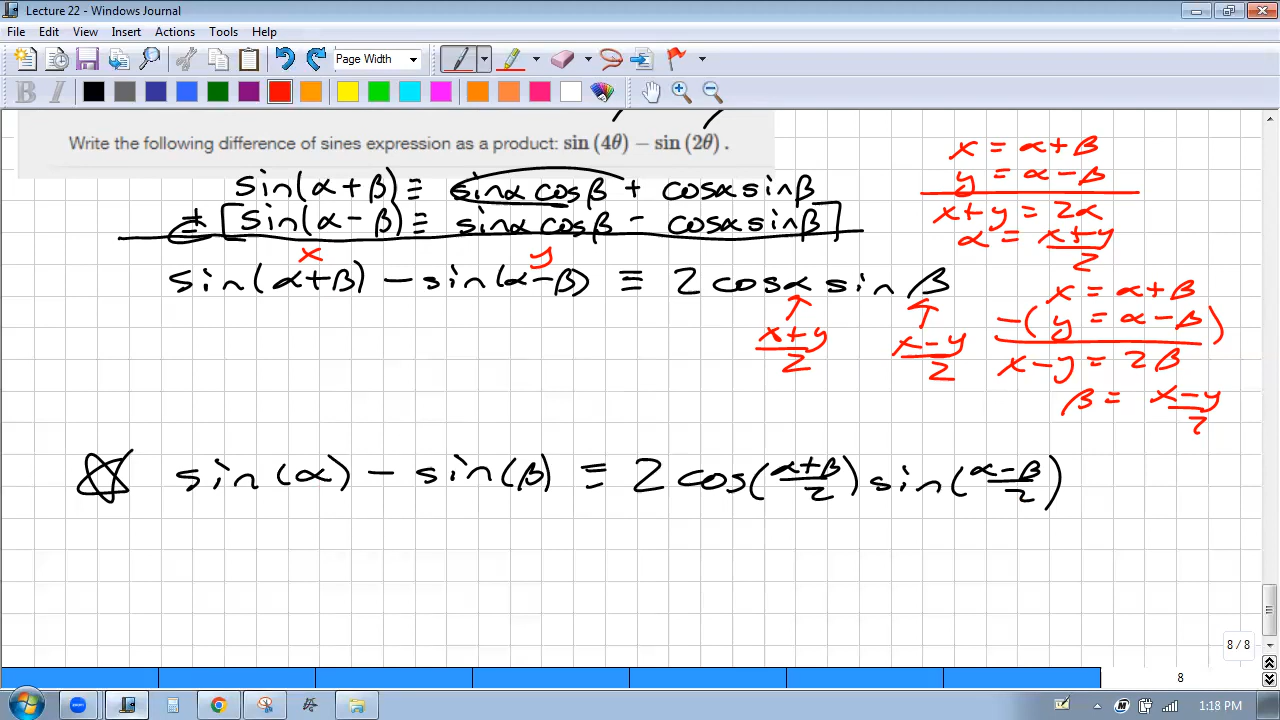 Lecture 22 - Windows Journal
File Edit View Insert Actions Tools Help
Page Width
B I
Write the following difference of sines expression as a product: sin (4θ) − sin (2θ) .
sin(α+β) ≡ sinα cosβ + cosα sinβ
± [sin(α−β) ≡ sinα cosβ − cosα sinβ]
x y
sin(α+β) − sin(α−β) ≡ 2 cosα sin β
x+y/2 x−y/2
x = α+β
y = α−β
x+y = 2α
α = x+y/2
x = α+β
−( y = α−β )
x−y = 2β
β = x−y/2
sin(α) − sin(β) ≡ 2 cos(α+β/2) sin(α−β/2)
8 / 8
8
1:18 PM